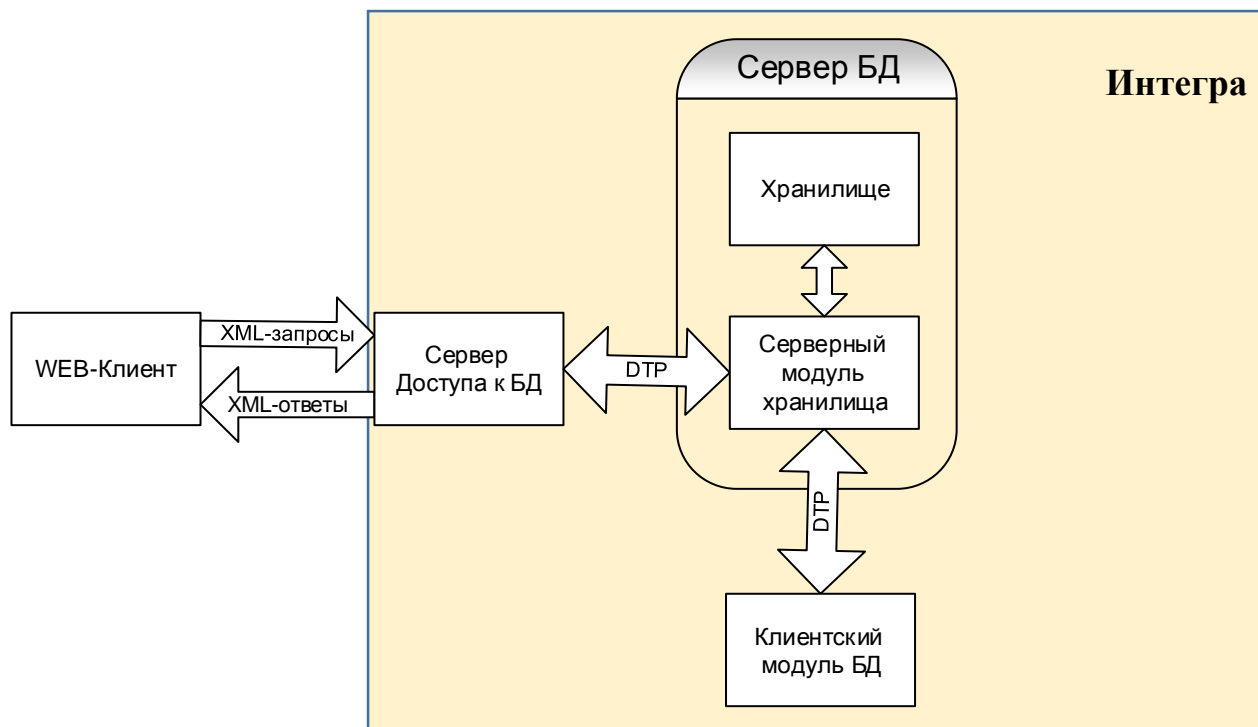 Сервер БД
Интегра
Хранилище
WEB-Клиент
XML-запросы
XML-ответы
Сервер
Доступа к БД
DTP
Серверный
модуль
хранилища
DTP
Клиентский
модуль БД